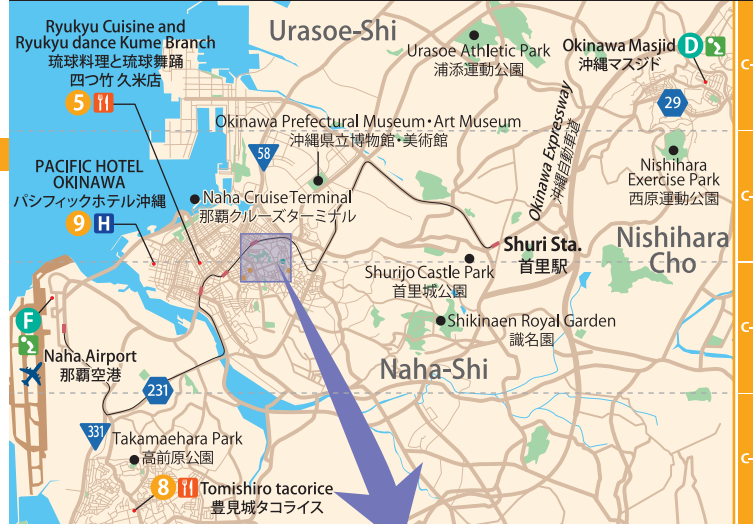 Ryukyu Cuisine and
Ryukyu dance Kume Branch
琉球料理と琉球舞踊
四つ竹 久米店
5
Urasoe-Shi
Urasoe Athletic Park
浦添運動公園
Okinawa Masjid D
沖縄マスジド
29
C-
Okinawa Prefectural Museum・Art Museum
沖縄県立博物館・美術館
58
Okinawa Expressway
沖縄自動車道
PACIFIC HOTEL
OKINAWA
パシフィックホテル沖縄
9 H
Naha Cruise Terminal
那覇クルーズターミナル
Nishihara
Exercise Park
西原運動公園
C-
Shuri Sta.
首里駅
Nishihara
Cho
Shurijo Castle Park
首里城公園
F
Shikinaen Royal Garden
識名園
C-
Naha Airport
那覇空港
Naha-Shi
231
331
Takamaehara Park
高前原公園
C-
8 Tomishiro tacorice
豊見城タコライス